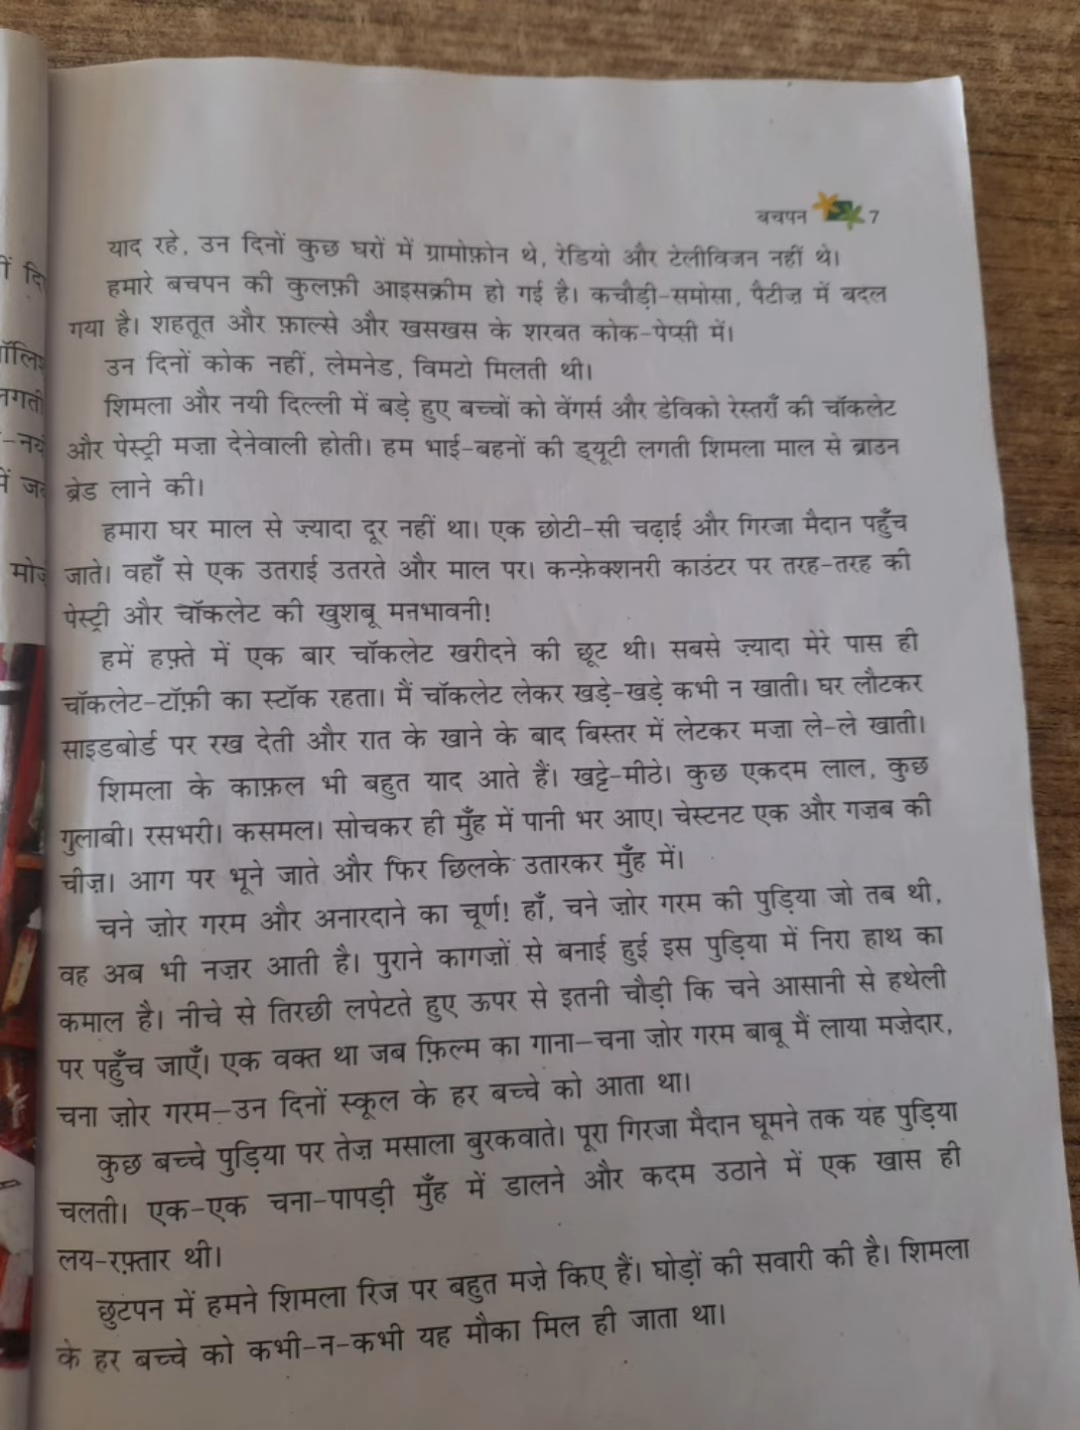 बचपन 7
याद रहे, उन दिनों कुछ घरों में ग्रामोफ़ोन थे, रेडियो और टेलीविजन नहीं थे।
हमारे बचपन की कुलफ़ी आइसक्रीम हो गई है। कचौड़ी-समोसा, पैटीज़ में बदल
गया है। शहतूत और फ़ाल्से और खसखस के शरबत कोक-पेप्सी में।
उन दिनों कोक नहीं, लेमनेड, विमटो मिलती थी।
शिमला और नयी दिल्ली में बड़े हुए बच्चों को वेंगर्स और डेविको रेस्तराँ की चॉकलेट
और पेस्ट्री मज़ा देनेवाली होती। हम भाई-बहनों की ड्यूटी लगती शिमला माल से ब्राउन
ब्रेड लाने की।
हमारा घर माल से ज़्यादा दूर नहीं था। एक छोटी-सी चढ़ाई और गिरजा मैदान पहुँच
जाते। वहाँ से एक उतराई उतरते और माल पर। कन्फ़ेक्शनरी काउंटर पर तरह-तरह की
पेस्ट्री और चॉकलेट की खुशबू मनभावनी!
हमें हफ़्ते में एक बार चॉकलेट खरीदने की छूट थी। सबसे ज़्यादा मेरे पास ही
चॉकलेट-टॉफ़ी का स्टॉक रहता। मैं चॉकलेट लेकर खड़े-खड़े कभी न खाती। घर लौटकर
साइडबोर्ड पर रख देती और रात के खाने के बाद बिस्तर में लेटकर मज़ा ले-ले खाती।
शिमला के काफ़ल भी बहुत याद आते हैं। खट्टे-मीठे। कुछ एकदम लाल, कुछ
गुलाबी। रसभरी। कसमल। सोचकर ही मुँह में पानी भर आए। चेस्टनट एक और गज़ब की
चीज़। आग पर भूने जाते और फिर छिलके उतारकर मुँह में।
चने ज़ोर गरम और अनारदाने का चूर्ण! हाँ, चने ज़ोर गरम की पुड़िया जो तब थी,
वह अब भी नज़र आती है। पुराने कागज़ों से बनाई हुई इस पुड़िया में निरा हाथ का
कमाल है। नीचे से तिरछी लपेटते हुए ऊपर से इतनी चौड़ी कि चने आसानी से हथेली
पर पहुँच जाएँ। एक वक्त था जब फ़िल्म का गाना–चना ज़ोर गरम बाबू मैं लाया मज़ेदार,
चना ज़ोर गरम–उन दिनों स्कूल के हर बच्चे को आता था।
कुछ बच्चे पुड़िया पर तेज़ मसाला बुरकवाते। पूरा गिरजा मैदान घूमने तक यह पुड़िया
चलती। एक-एक चना-पापड़ी मुँह में डालने और कदम उठाने में एक खास ही
लय-रफ़्तार थी।
छुटपन में हमने शिमला रिज पर बहुत मज़े किए हैं। घोड़ों की सवारी की है। शिमला
के हर बच्चे को कभी-न-कभी यह मौका मिल ही जाता था।